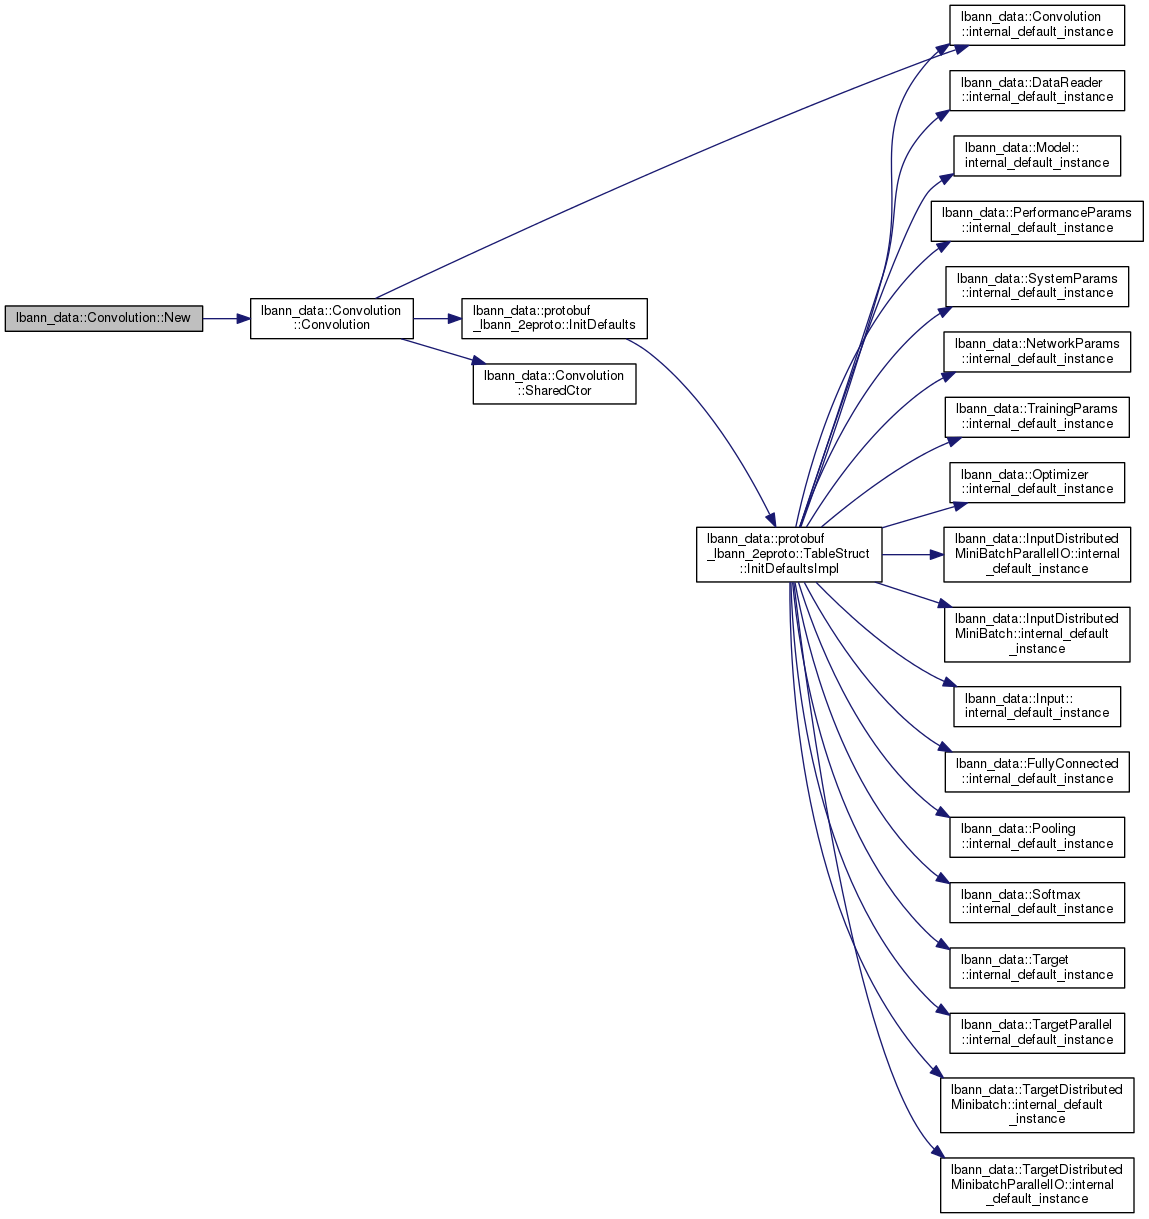 lbann_data::Convolution::New
lbann_data::Convolution
::Convolution
lbann_data::protobuf
_lbann_2eproto::InitDefaults
lbann_data::Convolution
::SharedCtor
lbann_data::protobuf
_lbann_2eproto::TableStruct
::InitDefaultsImpl
lbann_data::Convolution
::internal_default_instance
lbann_data::DataReader
::internal_default_instance
lbann_data::Model::
internal_default_instance
lbann_data::PerformanceParams
::internal_default_instance
lbann_data::SystemParams
::internal_default_instance
lbann_data::NetworkParams
::internal_default_instance
lbann_data::TrainingParams
::internal_default_instance
lbann_data::Optimizer
::internal_default_instance
lbann_data::InputDistributed
MiniBatchParallelIO::internal
_default_instance
lbann_data::InputDistributed
MiniBatch::internal_default
_instance
lbann_data::Input::
internal_default_instance
lbann_data::FullyConnected
::internal_default_instance
lbann_data::Pooling
::internal_default_instance
lbann_data::Softmax
::internal_default_instance
lbann_data::Target
::internal_default_instance
lbann_data::TargetParallel
::internal_default_instance
lbann_data::TargetDistributed
Minibatch::internal_default
_instance
lbann_data::TargetDistributed
MinibatchParallelIO::internal
_default_instance